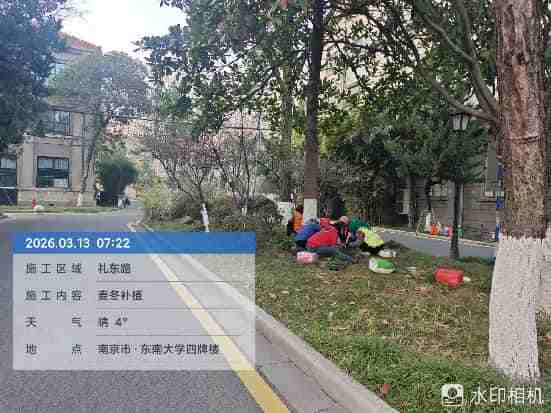 2026.03.13 07:22
施工区域 礼东路
施工内容 麦冬补植
天气 晴 4°
地点 南京市·东南大学四牌楼
水印相机